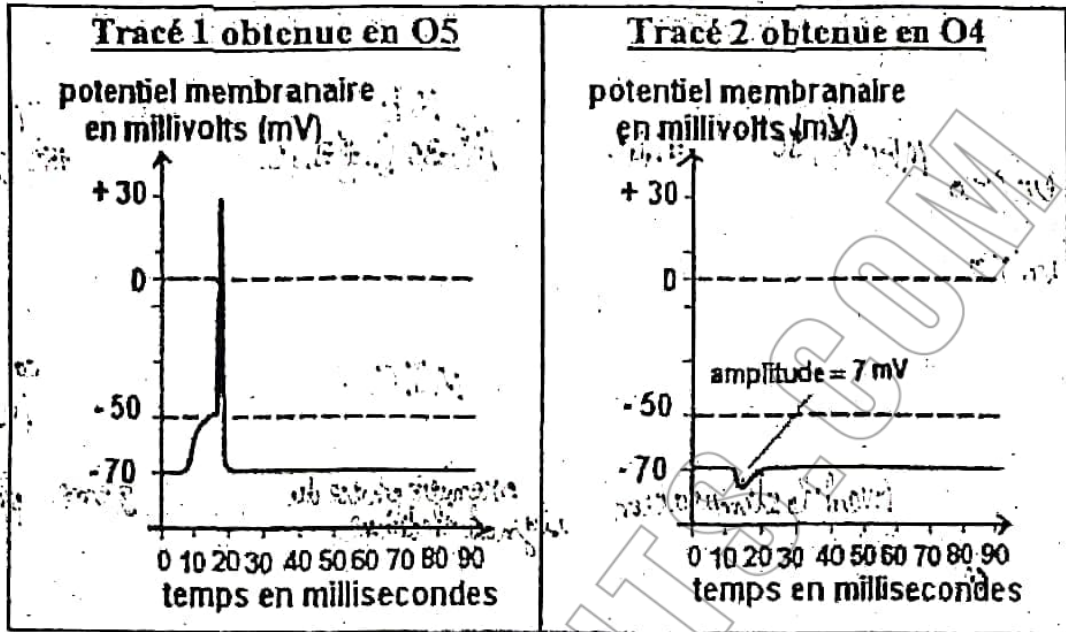 Tracé 1 obtenue en O5
potentiel membranaire
en millivolts (mV)
+ 30
0
- 50
-70
0 10 20 30 40 50 60 70 80 90
temps en millisecondes
Tracé 2 obtenue en O4
potentiel membranaire
en millivolts (mV)
+ 30
0
amplitude = 7 mV
- 50
-70
0 10 20 30 40 50 60 70 80 90
temps en millisecondes